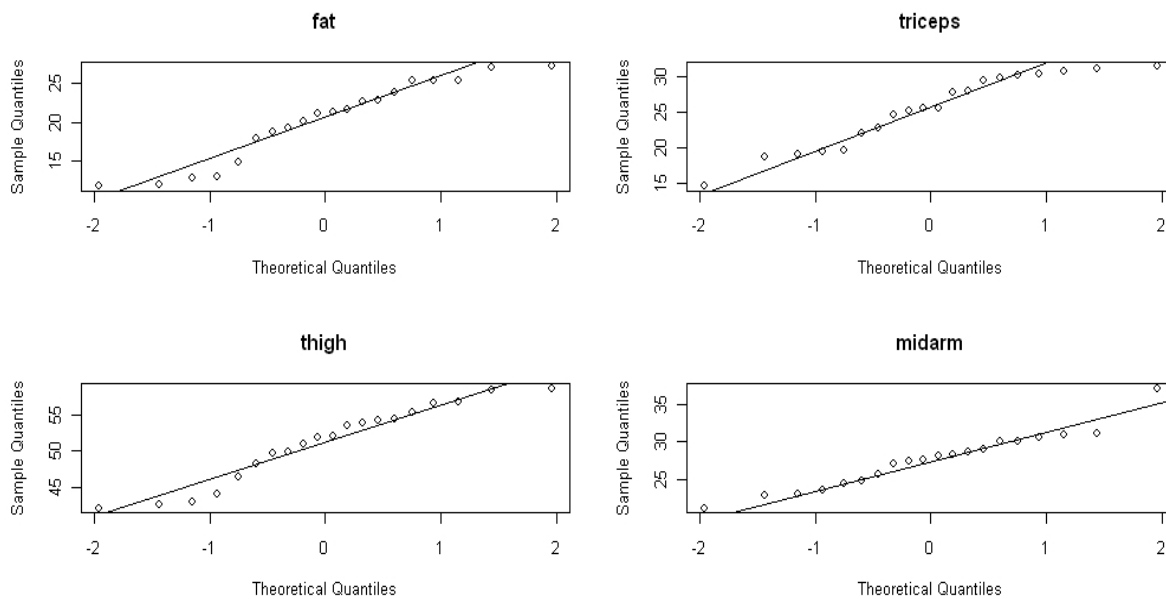 fat
Sample Quantiles
15 20 25
-2 -1 0 1 2
Theoretical Quantiles
triceps
Sample Quantiles
15 20 25 30
-2 -1 0 1 2
Theoretical Quantiles
thigh
Sample Quantiles
45 50 55
-2 -1 0 1 2
Theoretical Quantiles
midarm
Sample Quantiles
25 30 35
-2 -1 0 1 2
Theoretical Quantiles